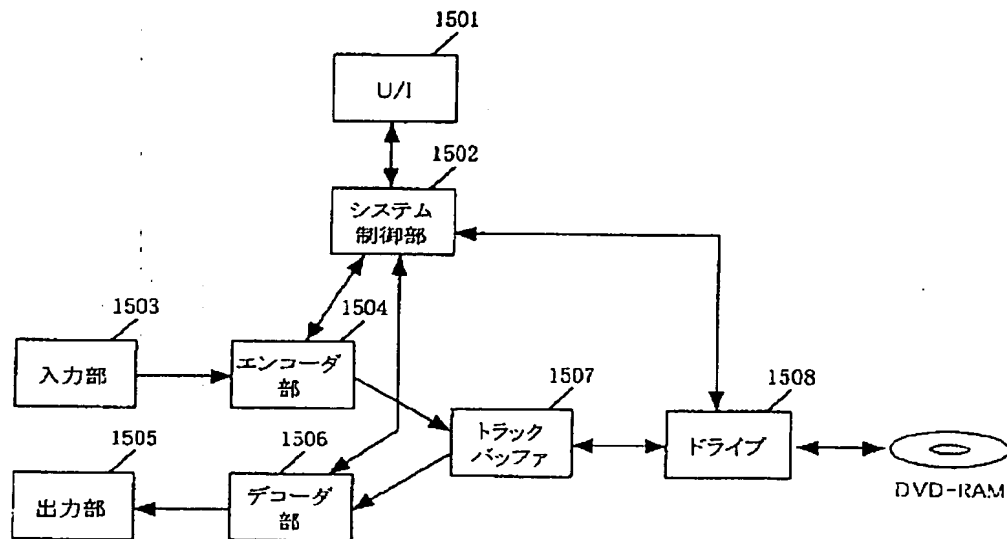 1501
U/I
1502
システム
制御部
1503
入力部
1504
エンコーダ
部
1505
出力部
1506
デコーダ
部
1507
トラック
バッファ
1508
ドライブ
DVD-RAM